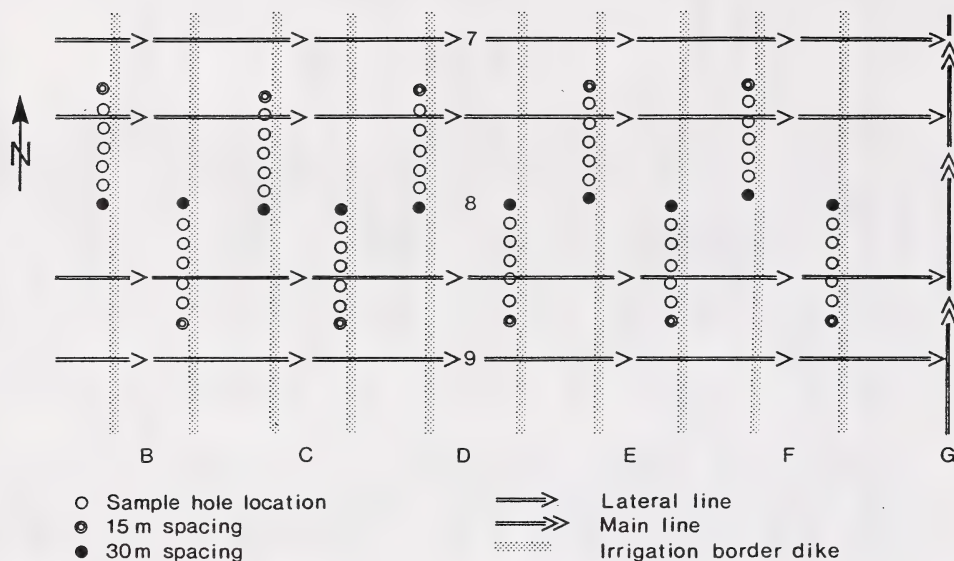 7
N
8
9
B C D E F G
Sample hole location
15 m spacing
30 m spacing
Lateral line
Main line
Irrigation border dike